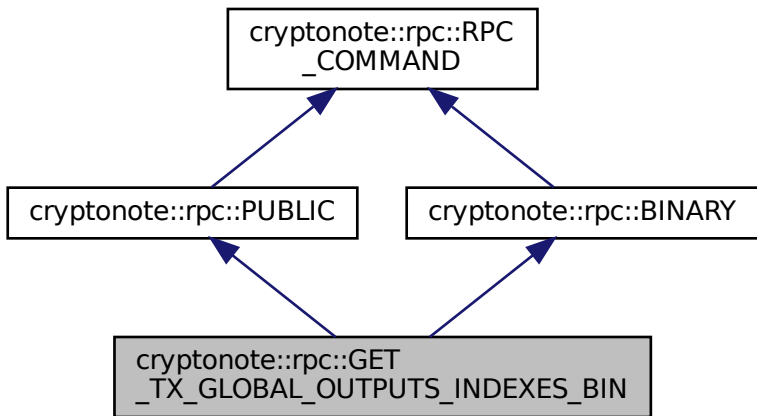 cryptonote::rpc::RPC
_COMMAND
cryptonote::rpc::PUBLIC
cryptonote::rpc::BINARY
cryptonote::rpc::GET
_TX_GLOBAL_OUTPUTS_INDEXES_BIN